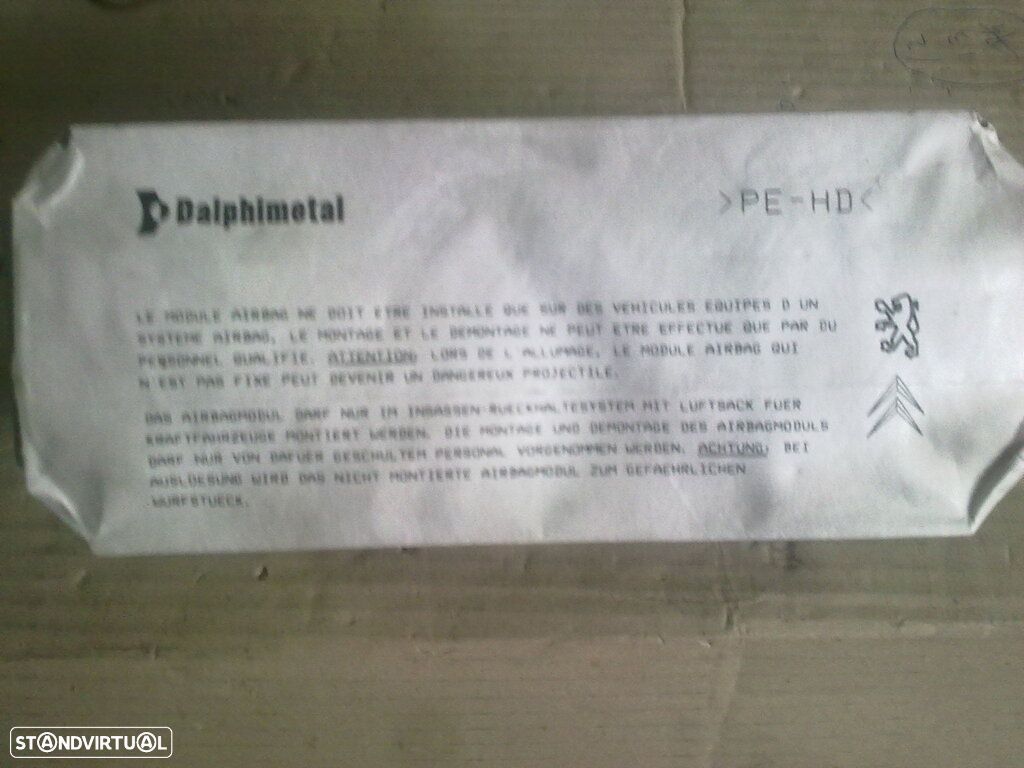 Dalphimetal
>PE-HD<
LE MODULE AIRBAG NE DOIT ETRE INSTALLE QUE SUR DES VEHICULES EQUIPES D UN
SYSTEME AIRBAG, LE MONTAGE ET LE DEMONTAGE NE PEUT ETRE EFFECTUE QUE PAR DU
PERSONNEL QUALIFIE. ATTENTION: LORS DE L ALLUMAGE, LE MODULE AIRBAG QUI
N EST PAS FIXE PEUT DEVENIR UN DANGEREUX PROJECTILE.
DAS AIRBAGMODUL DARF NUR IM INSASSEN-RUECKHALTESYSTEM MIT LUFTSACK FUER
KRAFTFAHRZEUGE MONTIERT WERDEN. DIE MONTAGE UND DEMONTAGE DES AIRBAGMODULS
DARF NUR VON DAFUER GESCHULTEM PERSONAL VORGENOMMEN WERDEN. ACHTUNG: BEI
AUSLOESUNG WIRD DAS NICHT MONTIERTE AIRBAGMODUL ZUM GEFAEHRLICHEN
WURFSTUECK.
STANDVIRTUAL